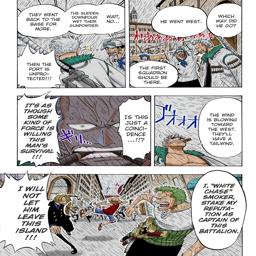 WHICH WAY
DID HE
GO?
HE WENT WEST.
THE FIRST
SQUADRON
SHOULD BE
THERE.
WAIT,
NO...
THE SUDDEN
DOWNPOUR
WET THEIR
GUNPOWDER.
THEY WENT
BACK TO
THE BASE FOR
MORE.
THEN THE
PORT IS
UNPRO-
TECTED!!!
THE WIND
IS BLOWING
TOWARD
THE WEST.
THEY'LL
HAVE A
TAILWIND.
IS THIS
JUST A
COINCI-
DENCE
...!!?
IT'S AS
THOUGH
SOME
KIND OF
FORCE IS
WILLING
THIS
MAN'S
SURVIVAL
!!!
I, "WHITE
CHASE"
SMOKER,
STAKE MY
REPUTA-
TION AS
CAPTAIN
OF THIS
BATTALION.
I WILL
NOT
LET HIM
LEAVE
THIS
ISLAND
!!!